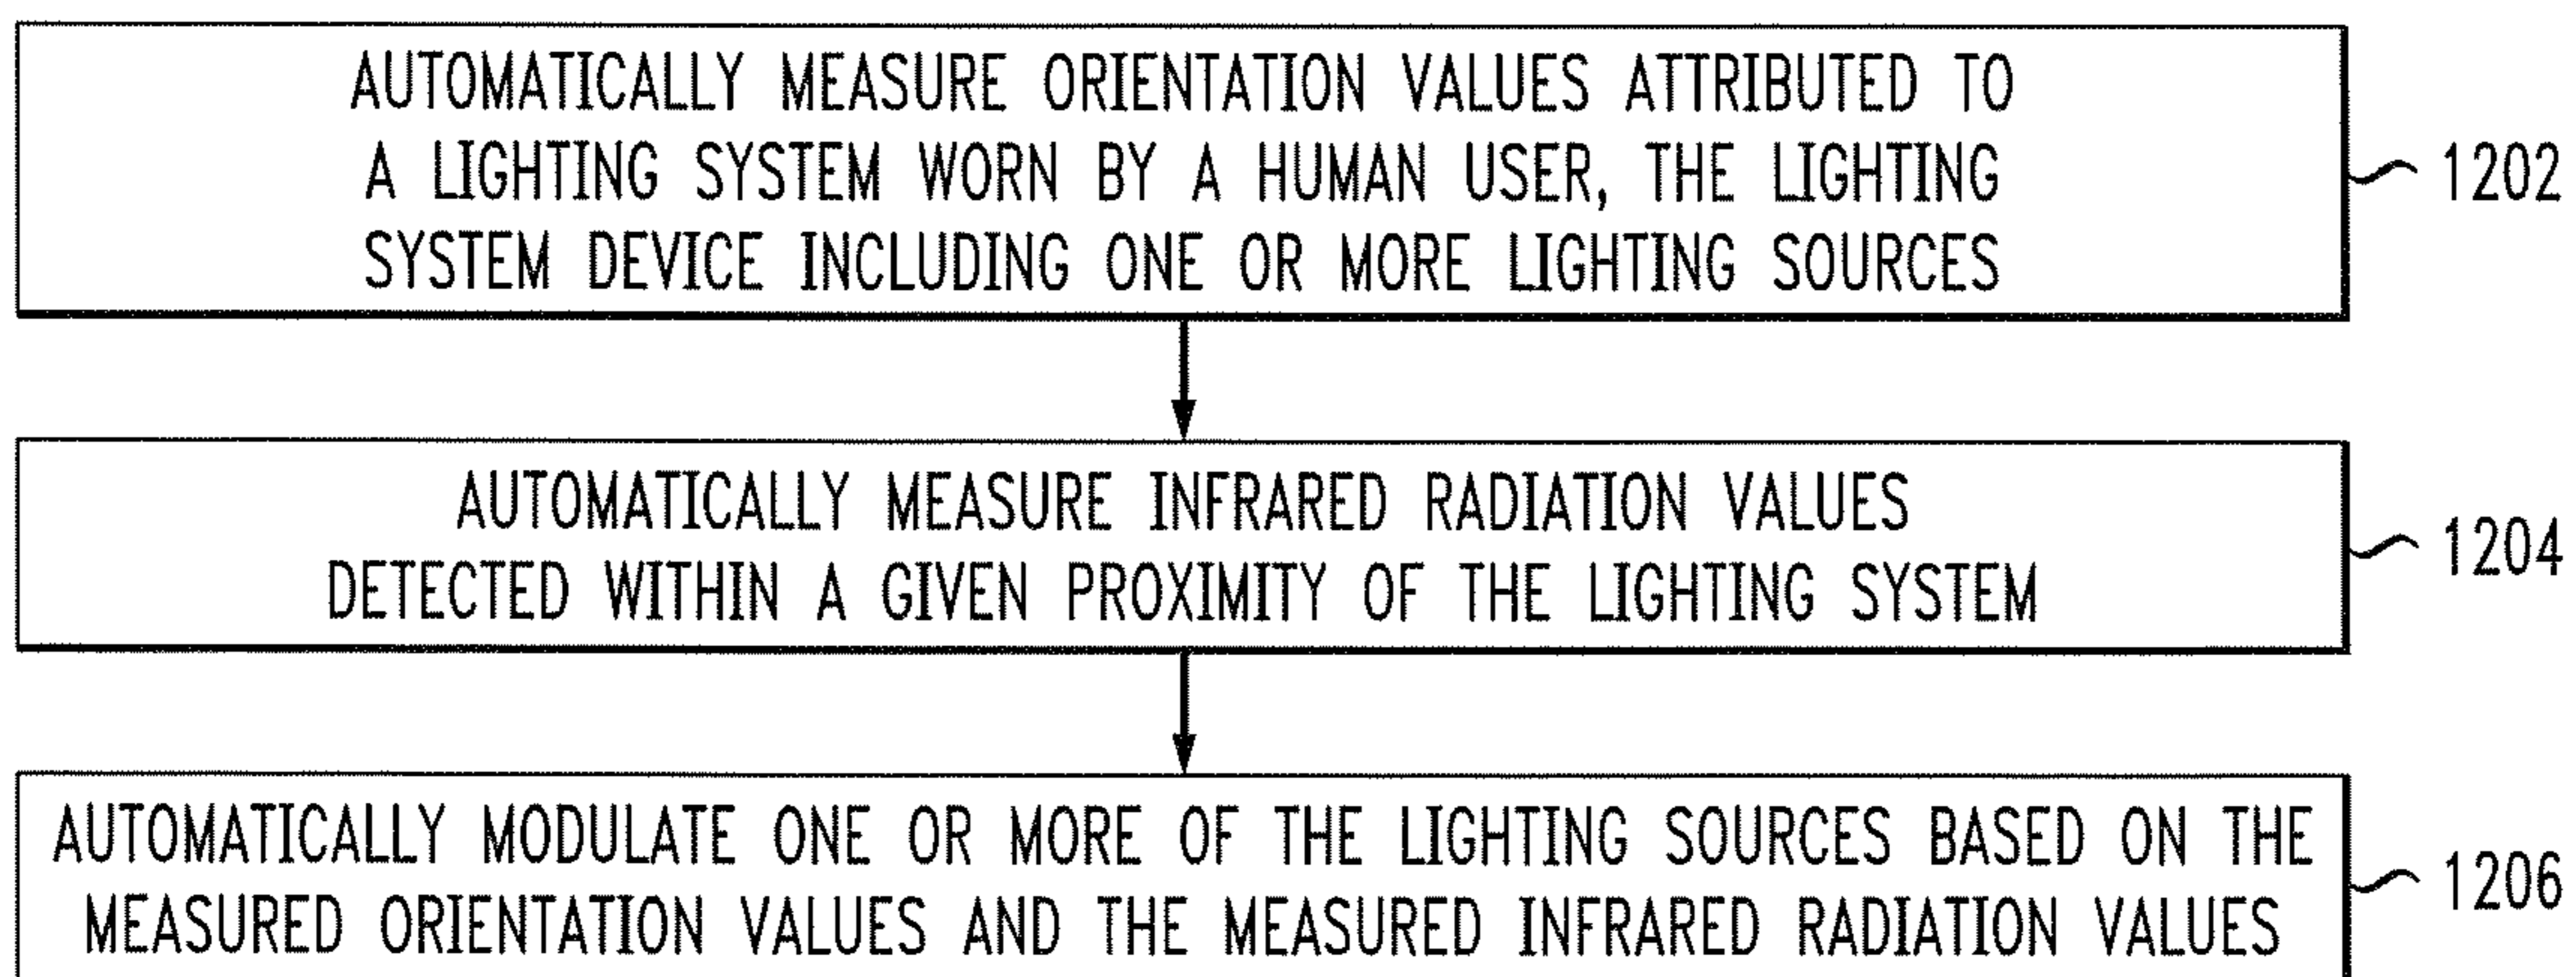 AUTOMATICALLY MEASURE ORIENTATION VALUES ATTRIBUTED TO
A LIGHTING SYSTEM WORN BY A HUMAN USER, THE LIGHTING
SYSTEM DEVICE INCLUDING ONE OR MORE LIGHTING SOURCES
1202
AUTOMATICALLY MEASURE INFRARED RADIATION VALUES
DETECTED WITHIN A GIVEN PROXIMITY OF THE LIGHTING SYSTEM
1204
AUTOMATICALLY MODULATE ONE OR MORE OF THE LIGHTING SOURCES BASED ON THE
MEASURED ORIENTATION VALUES AND THE MEASURED INFRARED RADIATION VALUES
1206